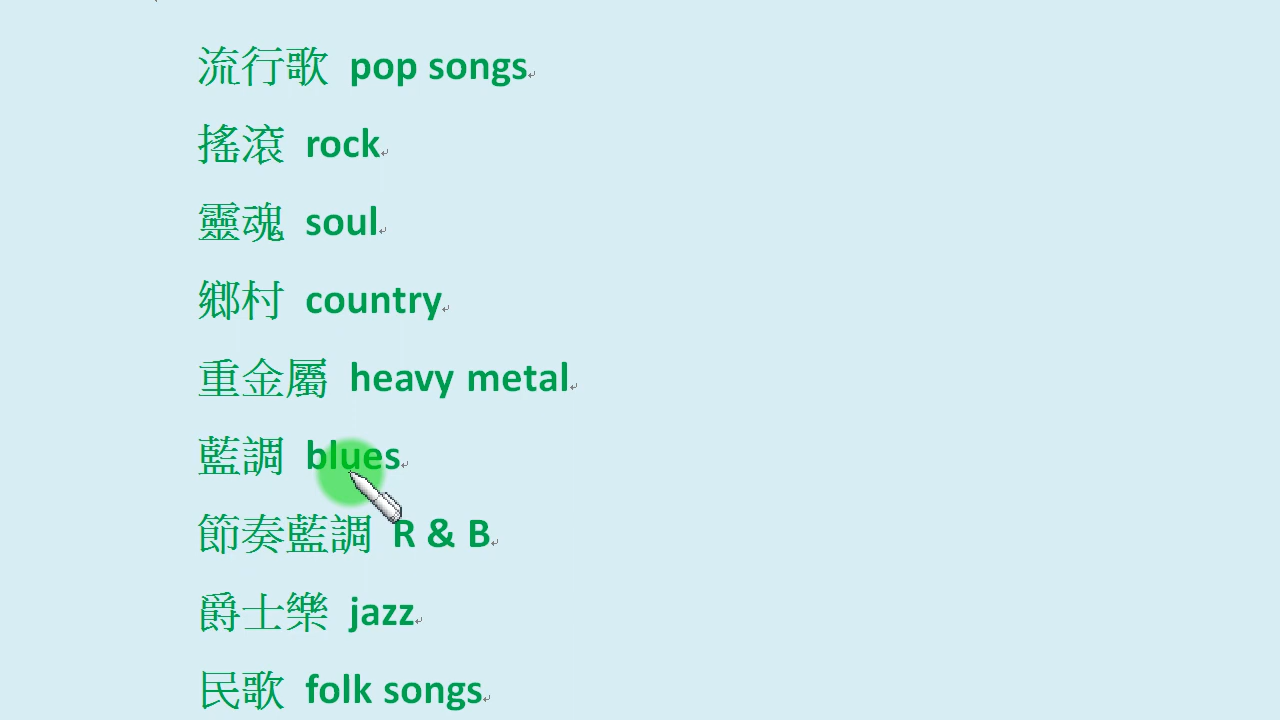 流行歌 pop songs
搖滾 rock
靈魂 soul
鄉村 country
重金屬 heavy metal
藍調 blues
節奏藍調 R & B
爵士樂 jazz
民歌 folk songs